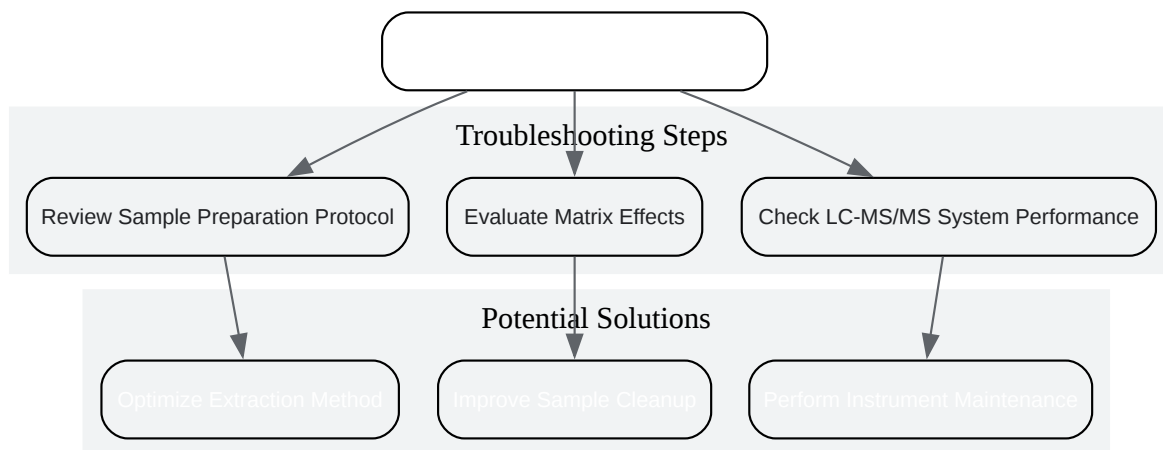 Troubleshooting Steps
Review Sample Preparation Protocol
Evaluate Matrix Effects
Check LC-MS/MS System Performance
Potential Solutions
Optimize Extraction Method
Improve Sample Cleanup
Perform Instrument Maintenance